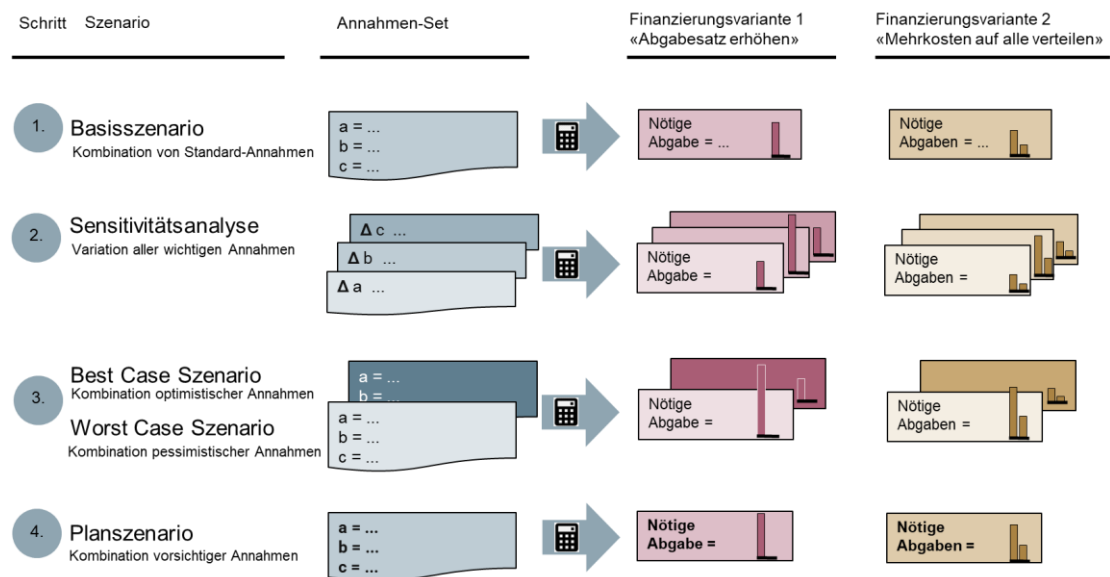 Schritt Szenario
Annahmen-Set
Finanzierungsvariante 1
«Abgabesatz erhöhen»
Finanzierungsvariante 2
«Mehrkosten auf alle verteilen»
1.
Basisszenario
Kombination von Standard-Annahmen
a = ...
b = ...
c = ...
Nötige
Abgabe = ...
Nötige
Abgaben = ...
2.
Sensitivitätsanalyse
Variation aller wichtigen Annahmen
Δ c ...
Δ b ...
Δ a ...
Nötige
Abgabe =
Nötige
Abgaben =
3.
Best Case Szenario
Kombination optimistischer Annahmen
Worst Case Szenario
Kombination pessimistischer Annahmen
a = ...
b = ...
a = ...
b = ...
c = ...
Nötige
Abgabe =
Nötige
Abgaben =
4.
Planszenario
Kombination vorsichtiger Annahmen
a = ...
b = ...
c = ...
Nötige
Abgabe =
Nötige
Abgaben =